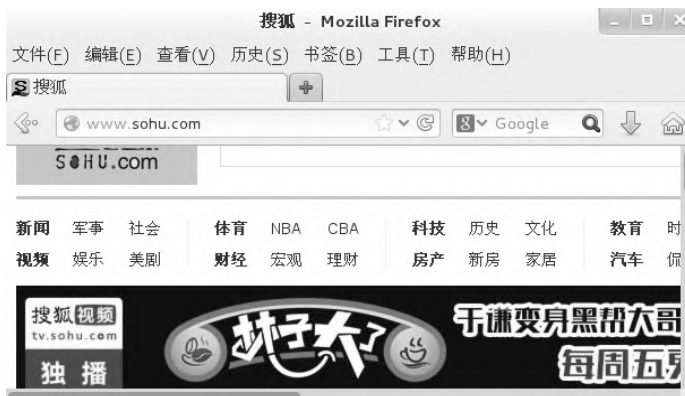 搜狐 - Mozilla Firefox
文件(F) 编辑(E) 查看(V) 历史(S) 书签(B) 工具(T) 帮助(H)
搜狐
www.sohu.com Google
SOHU.com
新闻 军事 社会 体育 NBA CBA 科技 历史 文化 教育 时
视频 娱乐 美剧 财经 宏观 理财 房产 新房 家居 汽车 侃
搜狐视频
tv.sohu.com
独播
林子大了
于谦变身黑帮大哥
每周五